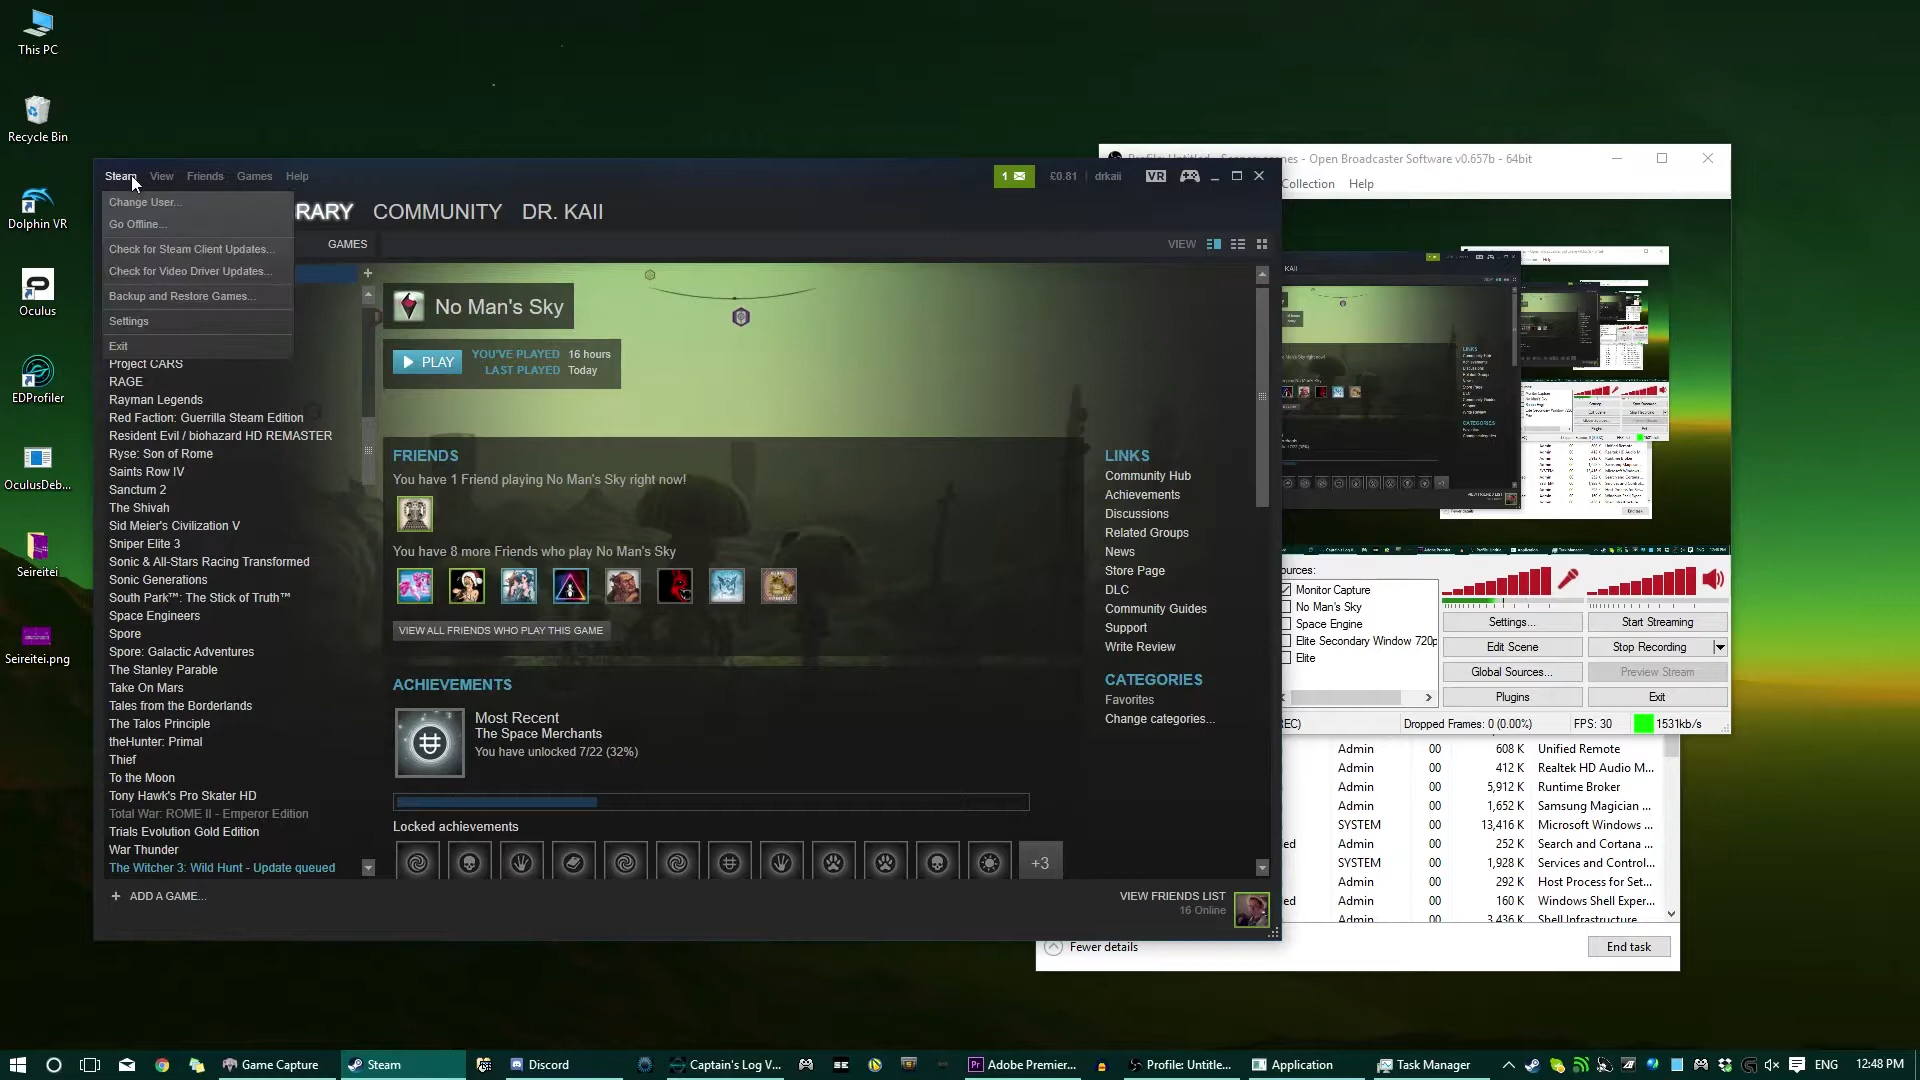 This PC
Recycle Bin
Dolphin VR
Oculus
EDProfiler
OculusDeb...
Seireitei
Seireitei.png
Steam View Friends Games Help
1 £0.81 drkaii VR
Change User...
Go Offline...
Check for Steam Client Updates...
Check for Video Driver Updates...
Backup and Restore Games...
Settings
Exit
RARY COMMUNITY DR. KAII
GAMES
VIEW
Project CARS
RAGE
Rayman Legends
Red Faction: Guerrilla Steam Edition
Resident Evil / biohazard HD REMASTER
Ryse: Son of Rome
Saints Row IV
Sanctum 2
The Shivah
Sid Meier's Civilization V
Sniper Elite 3
Sonic & All-Stars Racing Transformed
Sonic Generations
South Park™: The Stick of Truth™
Space Engineers
Spore
Spore: Galactic Adventures
The Stanley Parable
Take On Mars
Tales from the Borderlands
The Talos Principle
theHunter: Primal
Thief
To the Moon
Tony Hawk's Pro Skater HD
Total War: ROME II - Emperor Edition
Trials Evolution Gold Edition
War Thunder
The Witcher 3: Wild Hunt - Update queued
ADD A GAME...
No Man's Sky
PLAY
YOU'VE PLAYED 16 hours
LAST PLAYED Today
FRIENDS
You have 1 Friend playing No Man's Sky right now!
You have 8 more Friends who play No Man's Sky
VIEW ALL FRIENDS WHO PLAY THIS GAME
ACHIEVEMENTS
Most Recent
The Space Merchants
You have unlocked 7/22 (32%)
Locked achievements
+3
LINKS
Community Hub
Achievements
Discussions
Related Groups
News
Store Page
DLC
Community Guides
Support
Write Review
CATEGORIES
Favorites
Change categories...
VIEW FRIENDS LIST
16 Online
Open Broadcaster Software v0.657b - 64bit
Collection Help
ources:
Monitor Capture
No Man's Sky
Space Engine
Elite Secondary Window 720p
Elite
Settings... Start Streaming
Edit Scene Stop Recording
Global Sources... Preview Stream
Plugins Exit
EC) Dropped Frames: 0 (0.00%) FPS: 30 1531kb/s
Admin 00 608 K Unified Remote
Admin 00 412 K Realtek HD Audio M...
Admin 00 5,912 K Runtime Broker
Admin 00 1,652 K Samsung Magician ...
SYSTEM 00 13,416 K Microsoft Windows ...
ed Admin 00 252 K Search and Cortana ...
SYSTEM 00 1,928 K Services and Control...
Admin 00 292 K Host Process for Set...
ed Admin 00 160 K Windows Shell Exper...
Admin 00 3,436 K Shell Infrastructure
Fewer details End task
Game Capture
Steam
Discord
Captain's Log V...
SE
Pr Adobe Premier...
Profile: Untitle...
Application
Task Manager
ENG 12:48 PM